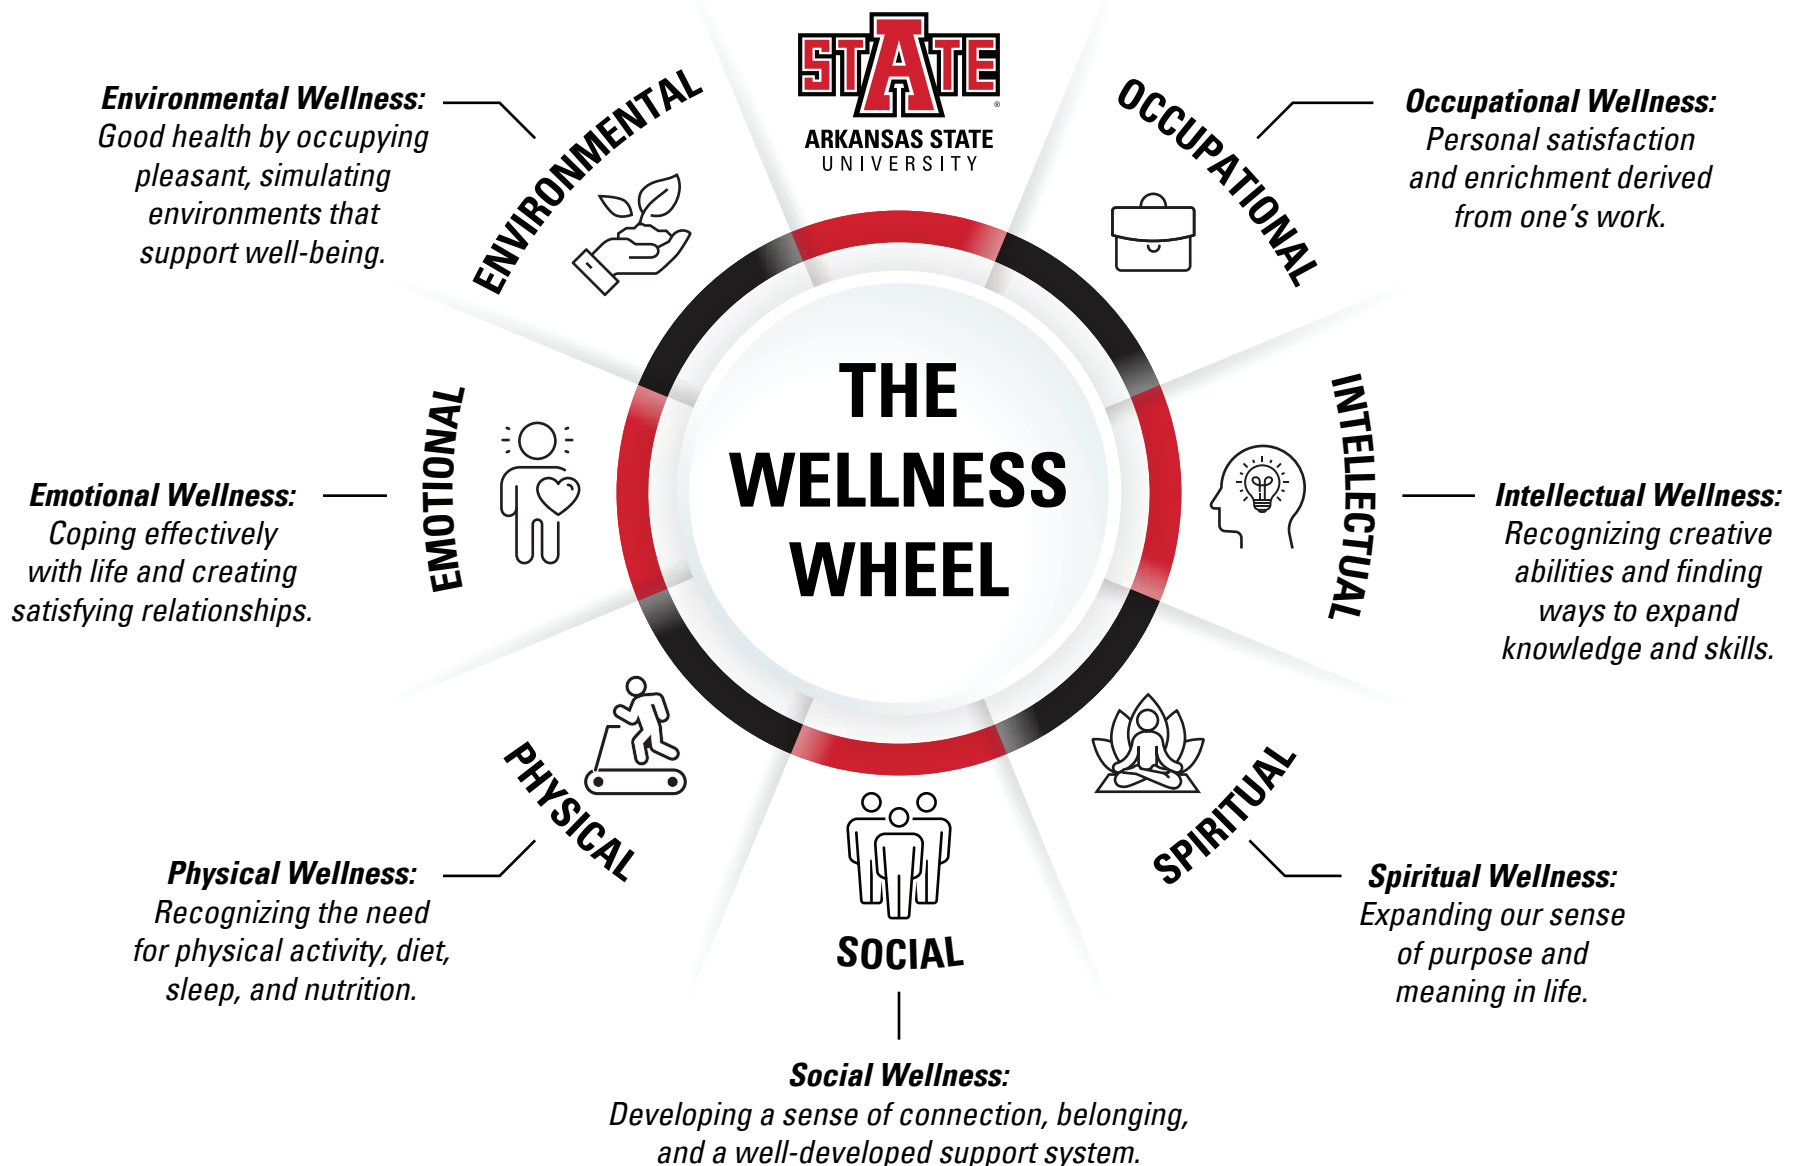 STATE
®
ARKANSAS STATE
UNIVERSITY
ENVIRONMENTAL
Environmental Wellness:
Good health by occupying
pleasant, simulating
environments that
support well-being.
OCCUPATIONAL
Occupational Wellness:
Personal satisfaction
and enrichment derived
from one's work.
THE
WELLNESS
WHEEL
EMOTIONAL
Emotional Wellness:
Coping effectively
with life and creating
satisfying relationships.
INTELLECTUAL
Intellectual Wellness:
Recognizing creative
abilities and finding
ways to expand
knowledge and skills.
PHYSICAL
Physical Wellness:
Recognizing the need
for physical activity, diet,
sleep, and nutrition.
SPIRITUAL
Spiritual Wellness:
Expanding our sense
of purpose and
meaning in life.
SOCIAL
Social Wellness:
Developing a sense of connection, belonging,
and a well-developed support system.